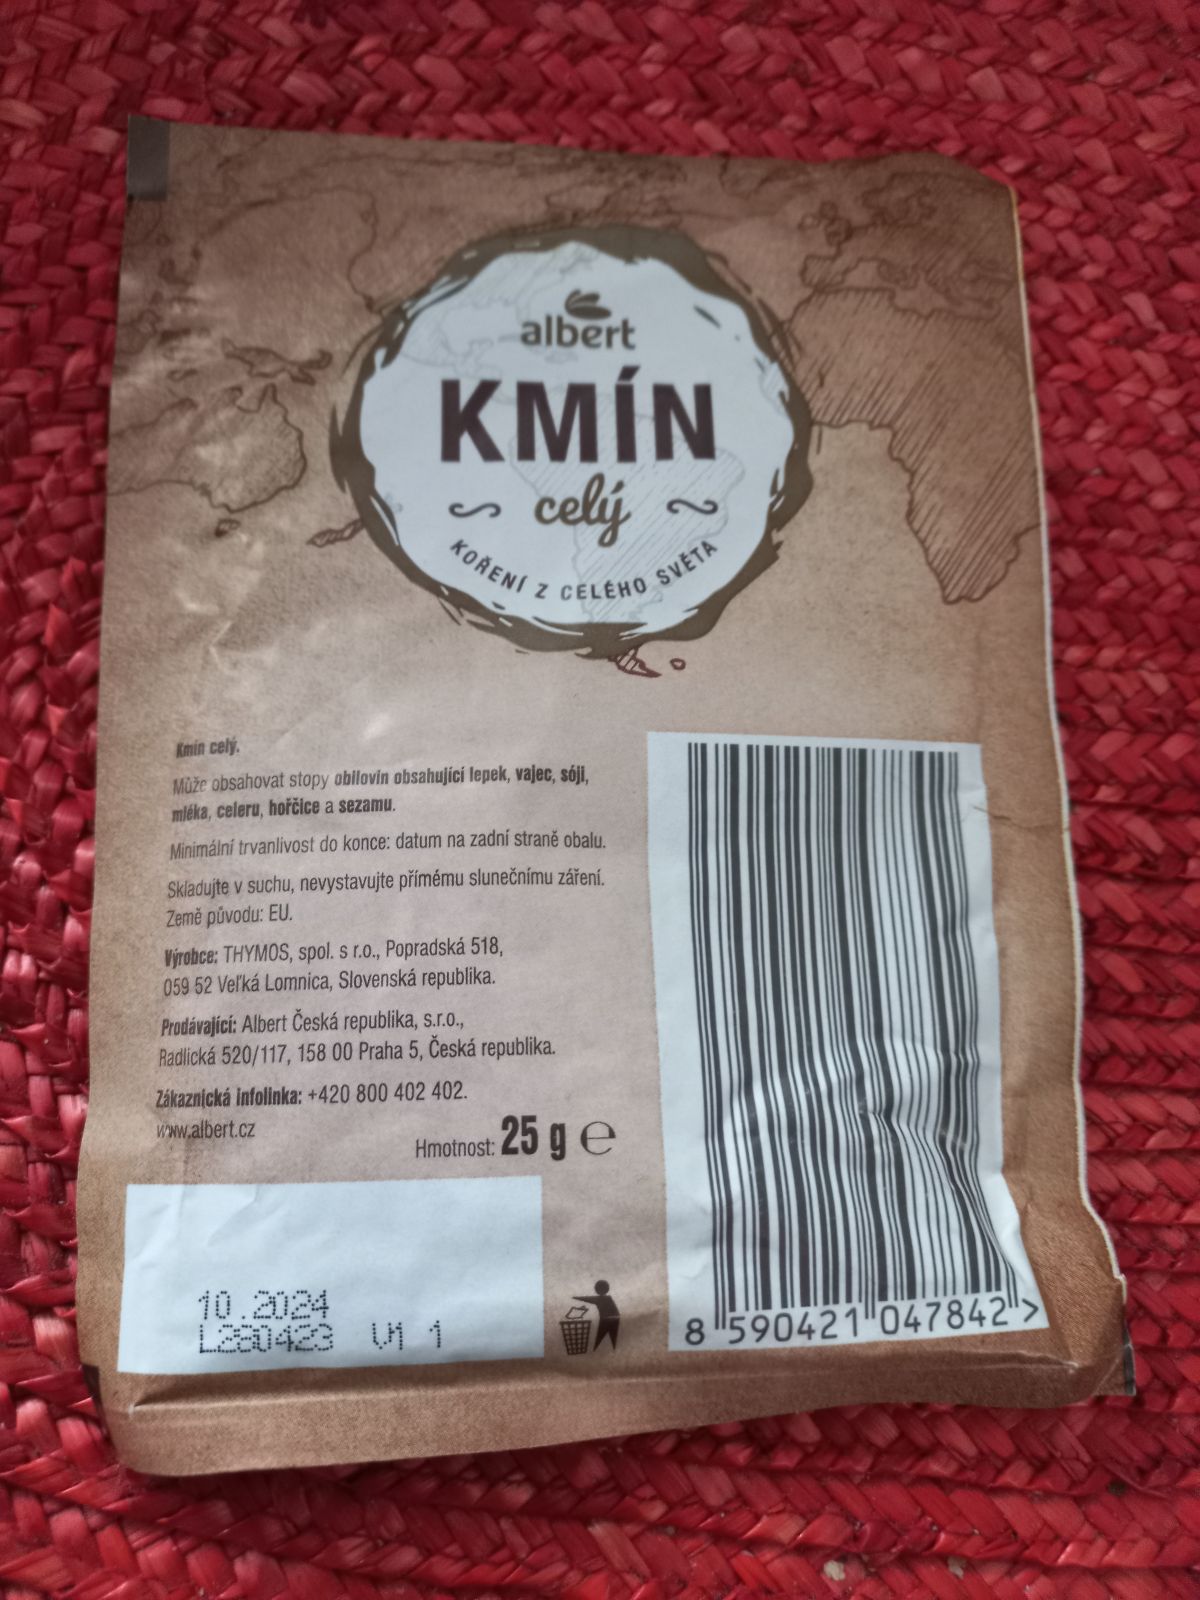 albert
KMÍN
celý
KOŘENÍ Z CELÉHO SVĚTA
Kmín celý.
Může obsahovat stopy obilovin obsahující lepek, vajec, sóji,
mléka, celeru, hořčice a sezamu.
Minimální trvanlivost do konce: datum na zadní straně obalu.
Skladujte v suchu, nevystavujte přímému slunečnímu záření.
Země původu: EU.
Výrobce: THYMOS, spol. s r.o., Popradská 518,
059 52 Veľká Lomnica, Slovenská republika.
Prodávající: Albert Česká republika, s.r.o.,
Radlická 520/117, 158 00 Praha 5, Česká republika.
Zákaznická infolinka: +420 800 402 402.
www.albert.cz
Hmotnost: 25 g ℮
10.2024
L280423 V1 1
8 590421 047842 >